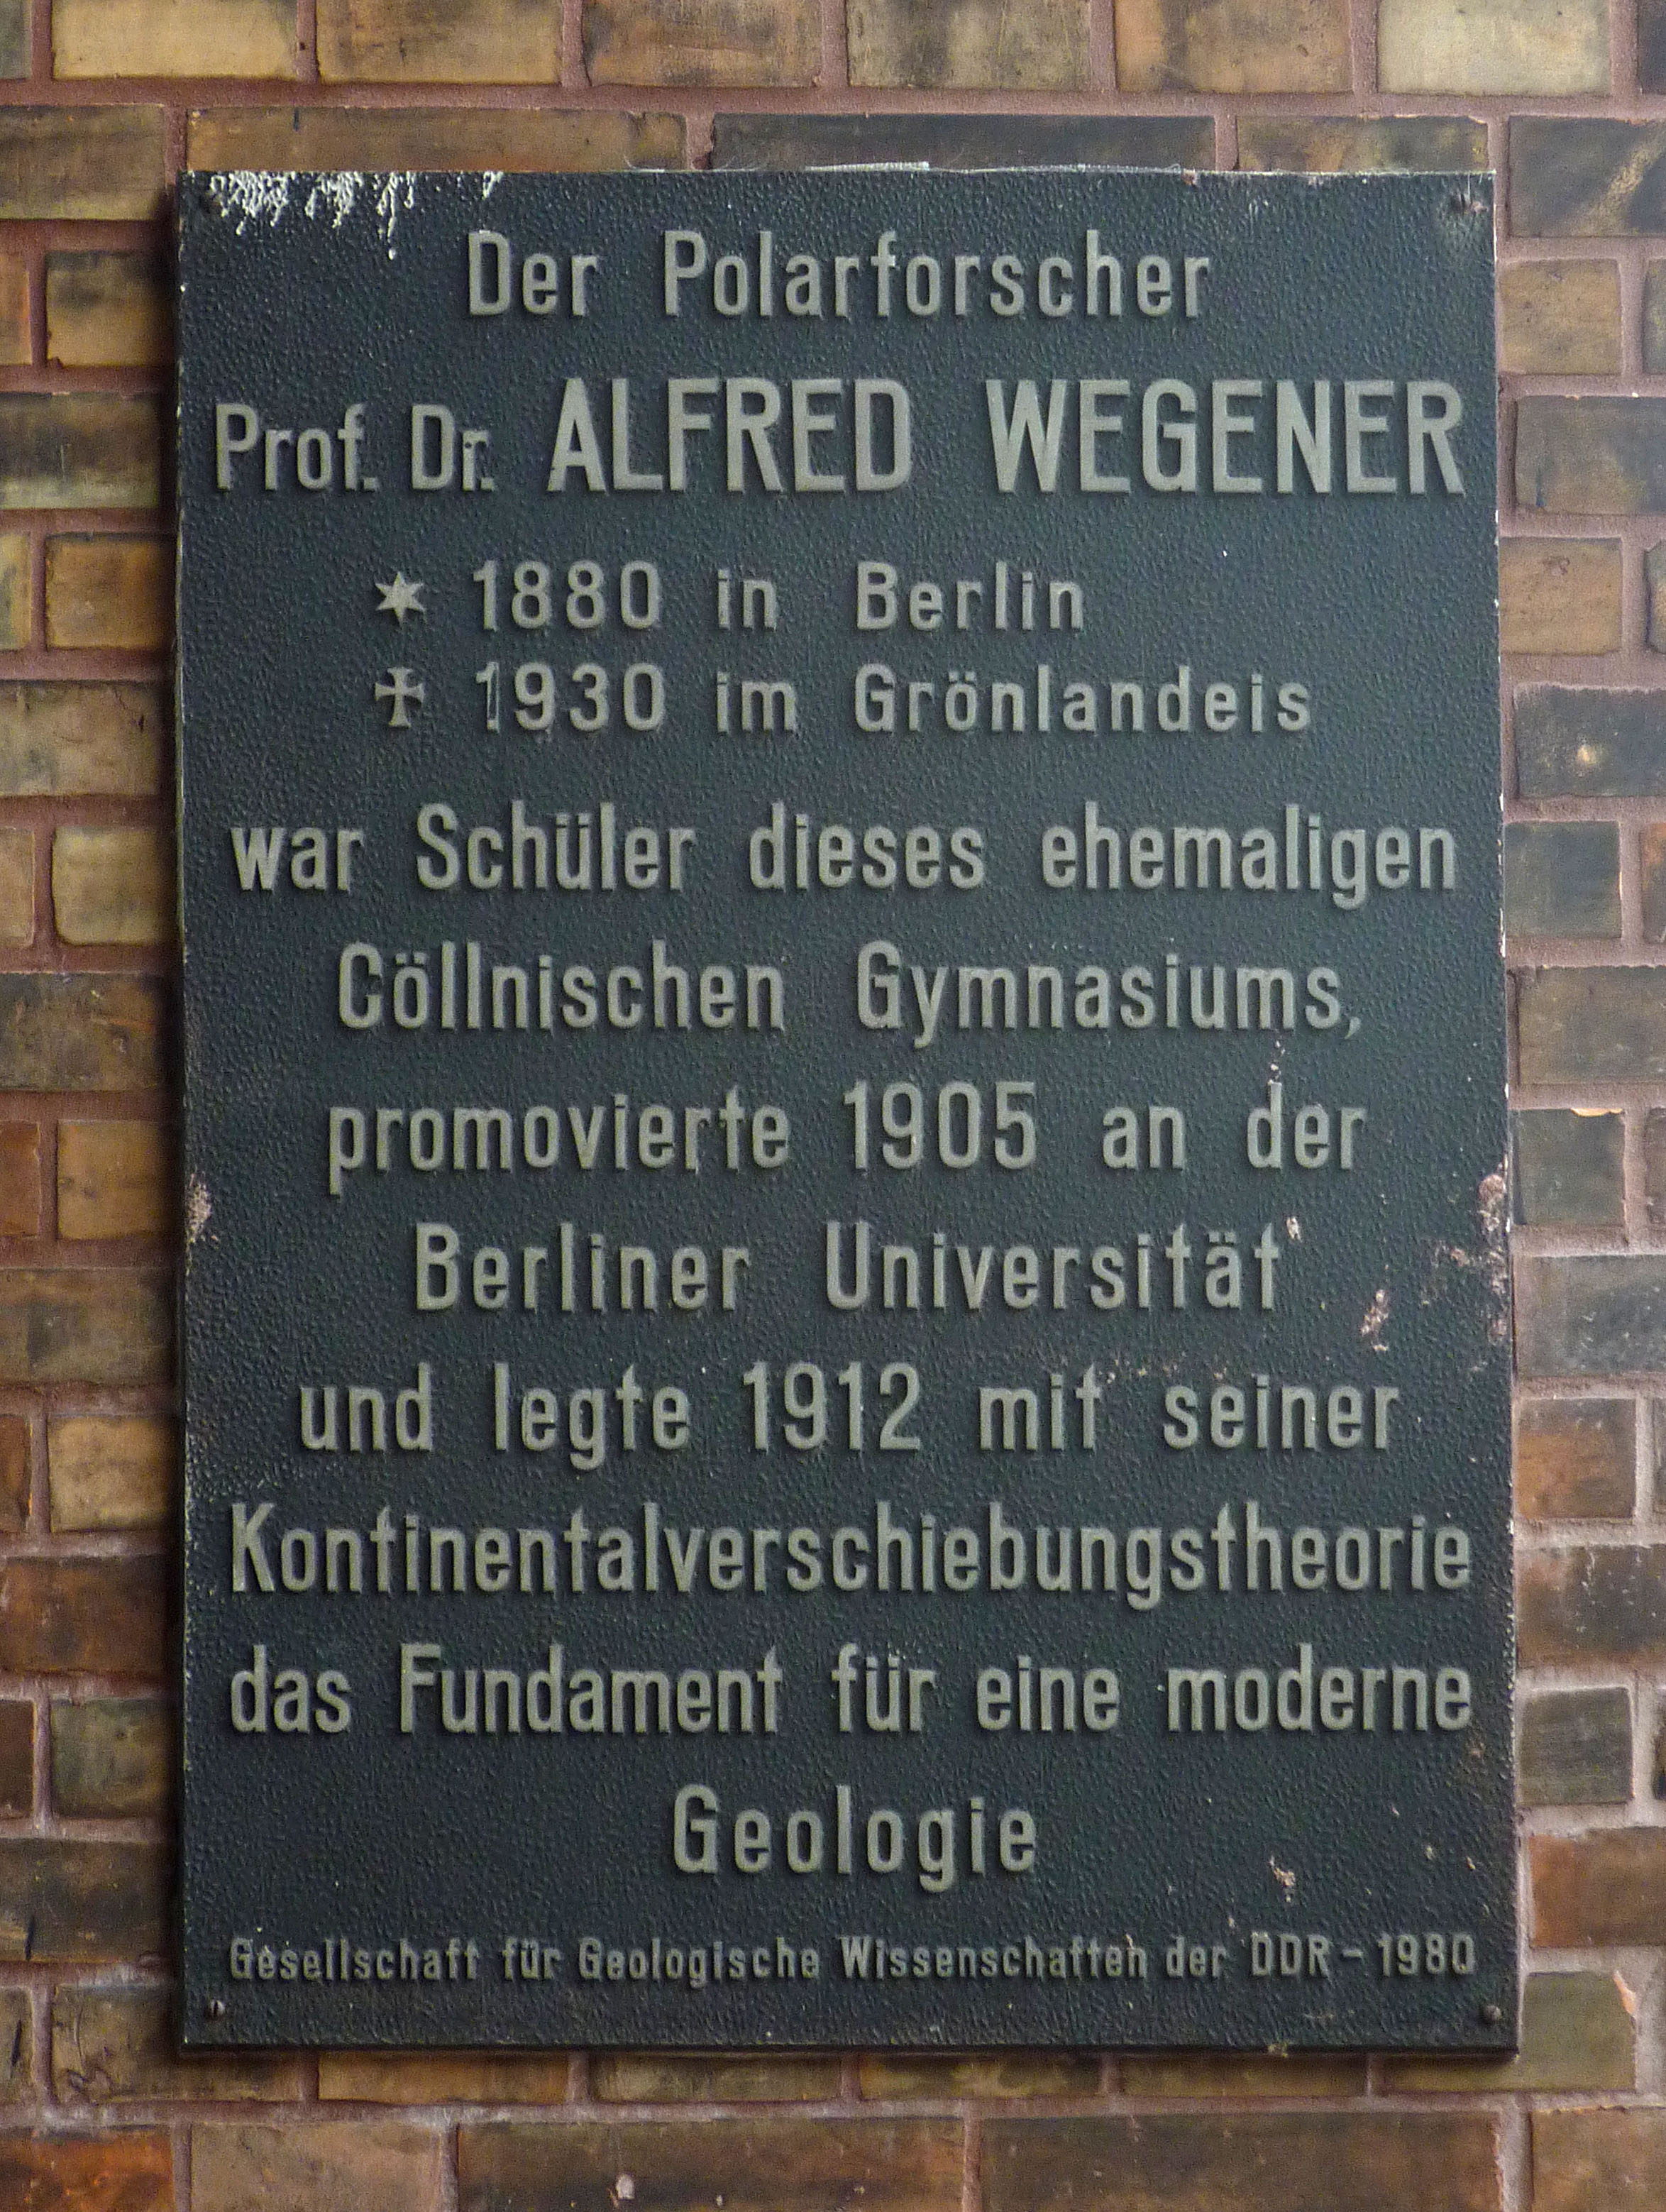 Der Polarforscher
Prof. Dr. ALFRED WEGENER
✶ 1880 in Berlin
✠ 1930 im Grönlandeis
war Schüler dieses ehemaligen
Cöllnischen Gymnasiums,
promovierte 1905 an der
Berliner Universität
und legte 1912 mit seiner
Kontinentalverschiebungstheorie
das Fundament für eine moderne
Geologie
Gesellschaft für Geologische Wissenschaften der DDR – 1980